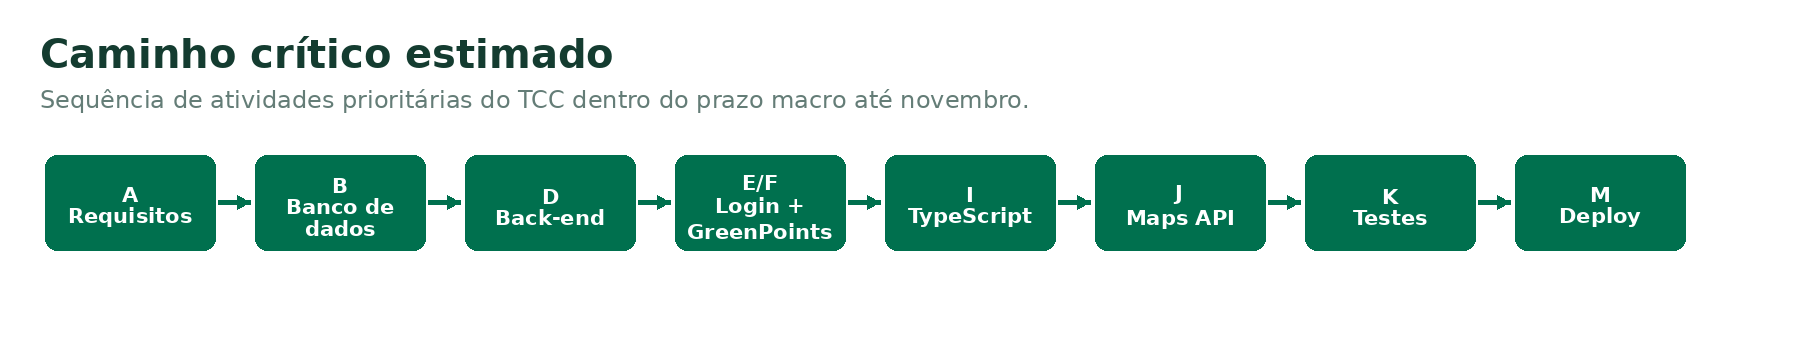 Caminho crítico estimado
Sequência de atividades prioritárias do TCC dentro do prazo macro até novembro.
A
Requisitos
B
Banco de
dados
D
Back-end
E/F
Login +
GreenPoints
I
TypeScript
J
Maps API
K
Testes
M
Deploy